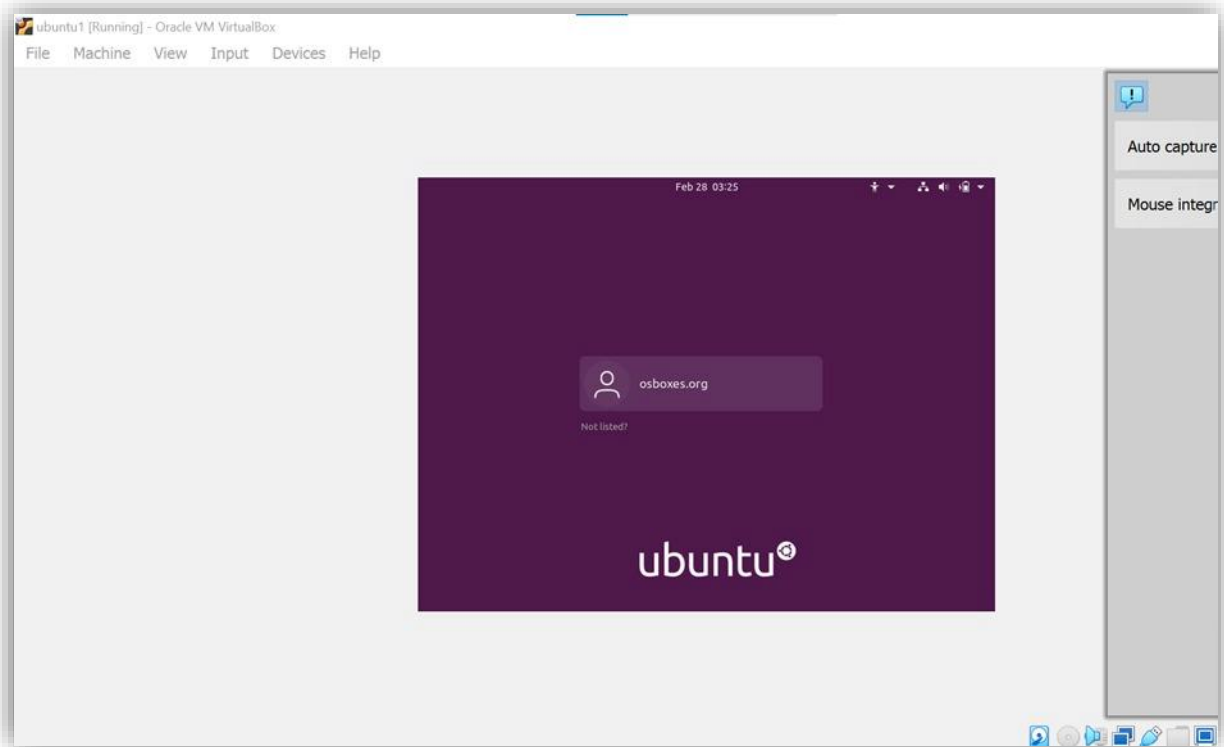 ubuntu1 [Running] - Oracle VM VirtualBox
File Machine View Input Devices Help
Auto capture
Feb 28 03:25
Mouse integr
osboxes.org
Not listed?
ubuntu